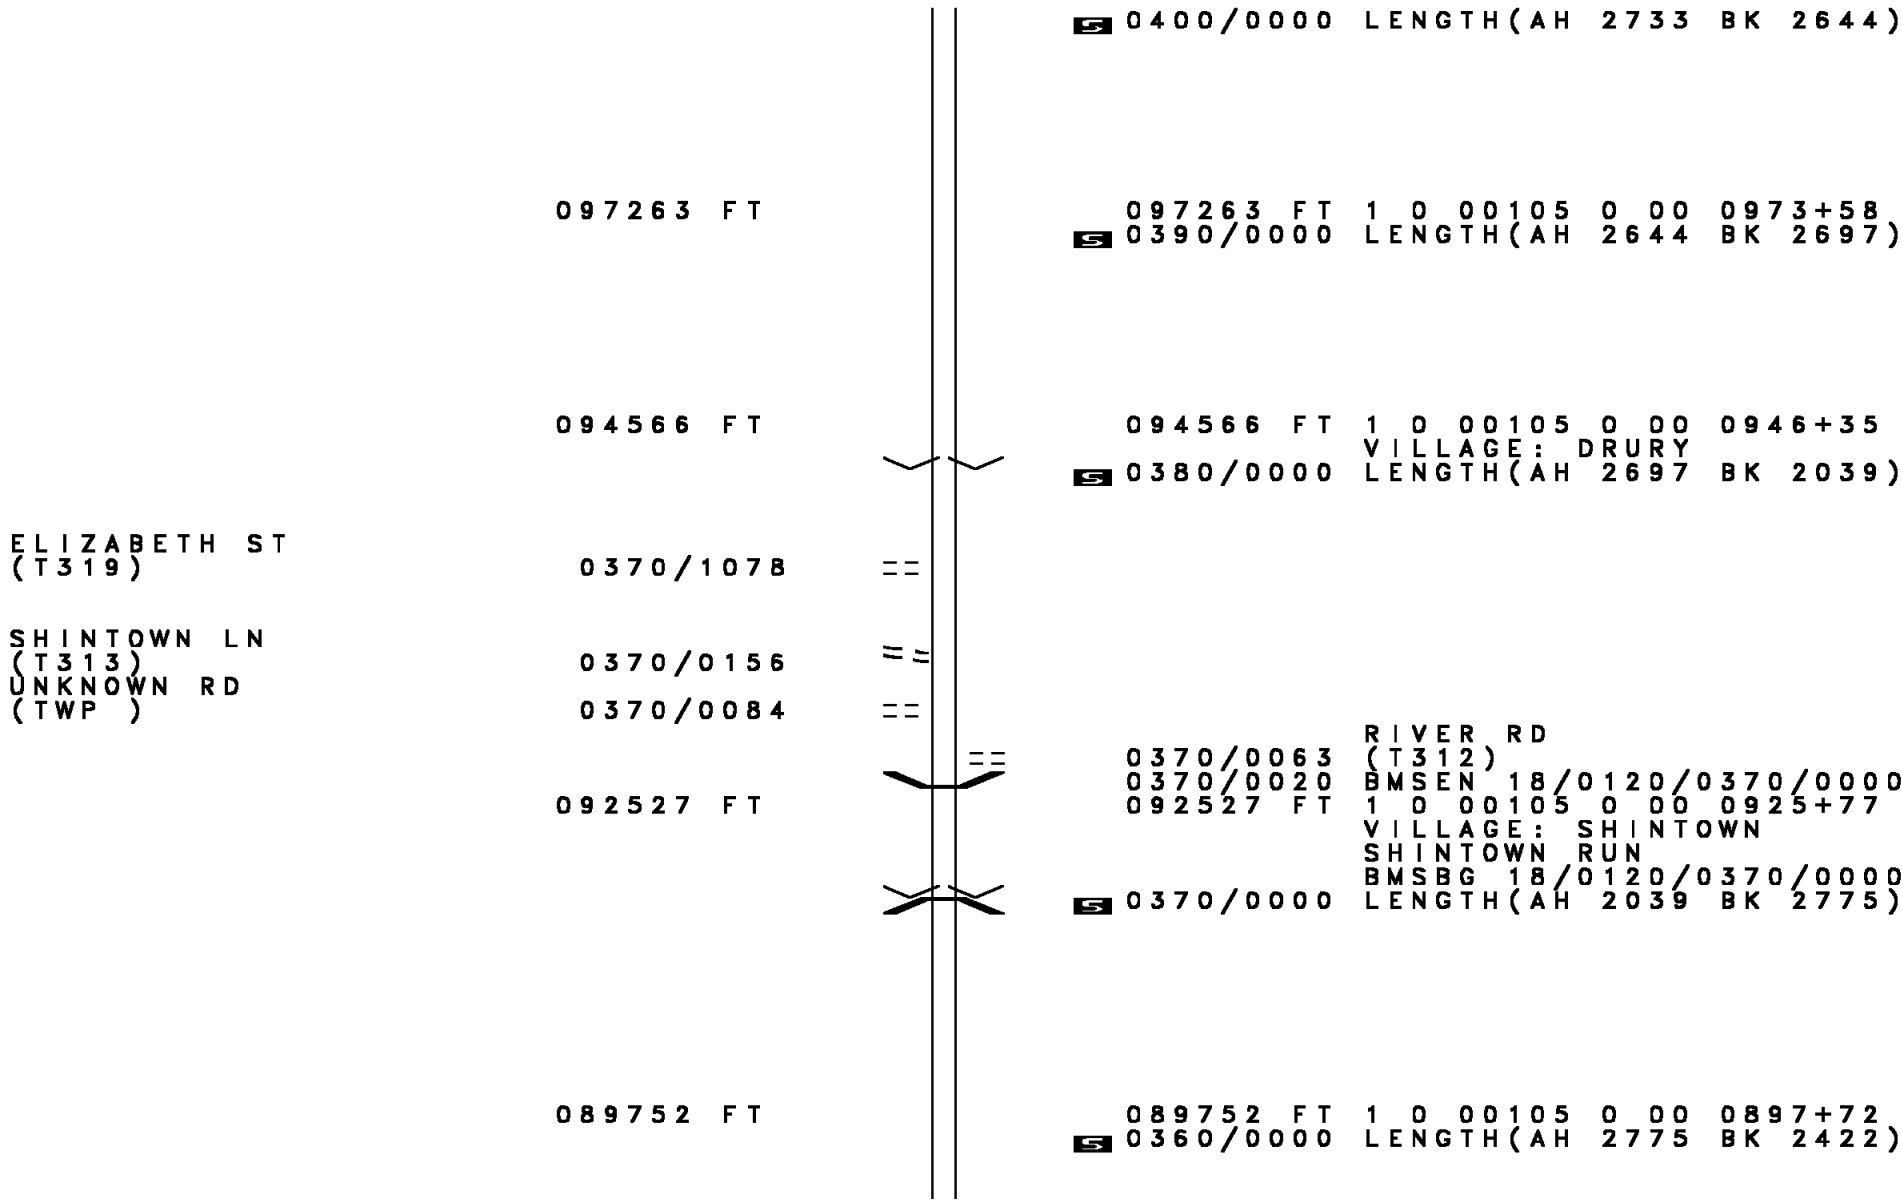 S 0400/0000 LENGTH(AH 2733 BK 2644)
097263 FT 097263 FT 1 0 00105 0 00 0973+58
S 0390/0000 LENGTH(AH 2644 BK 2697)
094566 FT 094566 FT 1 0 00105 0 00 0946+35
VILLAGE: DRURY
S 0380/0000 LENGTH(AH 2697 BK 2039)
ELIZABETH ST
(T319) 0370/1078
SHINTOWN LN
(T313) 0370/0156
UNKNOWN RD
(TWP ) 0370/0084
RIVER RD
0370/0063 (T312)
0370/0020 BMSEN 18/0120/0370/0000
092527 FT 092527 FT 1 0 00105 0 00 0925+77
VILLAGE: SHINTOWN
SHINTOWN RUN
BMSBG 18/0120/0370/0000
S 0370/0000 LENGTH(AH 2039 BK 2775)
089752 FT 089752 FT 1 0 00105 0 00 0897+72
S 0360/0000 LENGTH(AH 2775 BK 2422)